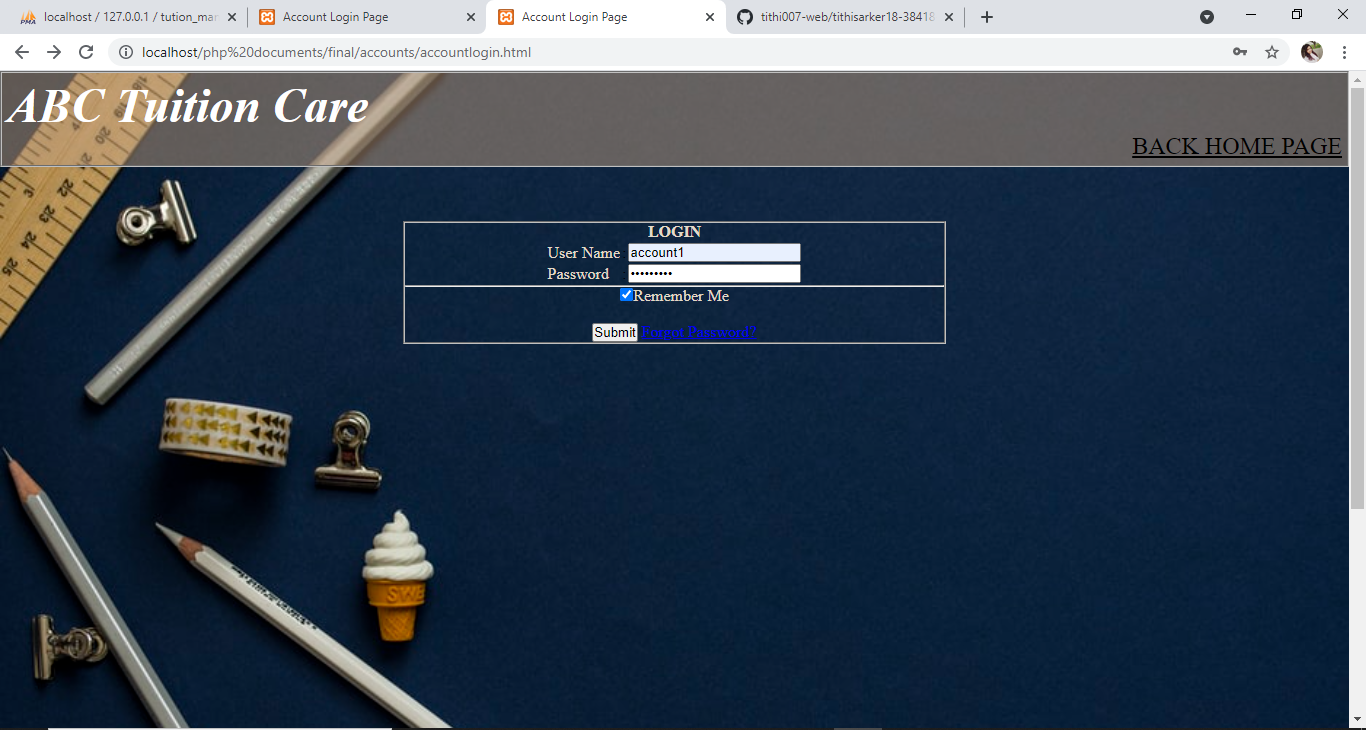 localhost / 127.0.0.1 / tution_mar
Account Login Page
Account Login Page
tithi007-web/tithisarker18-38418
localhost/php%20documents/final/accounts/accountlogin.html
ABC Tuition Care
BACK HOME PAGE
LOGIN
User Name account1
Password •••••••••
Remember Me
Submit Forgot Password?
SWE